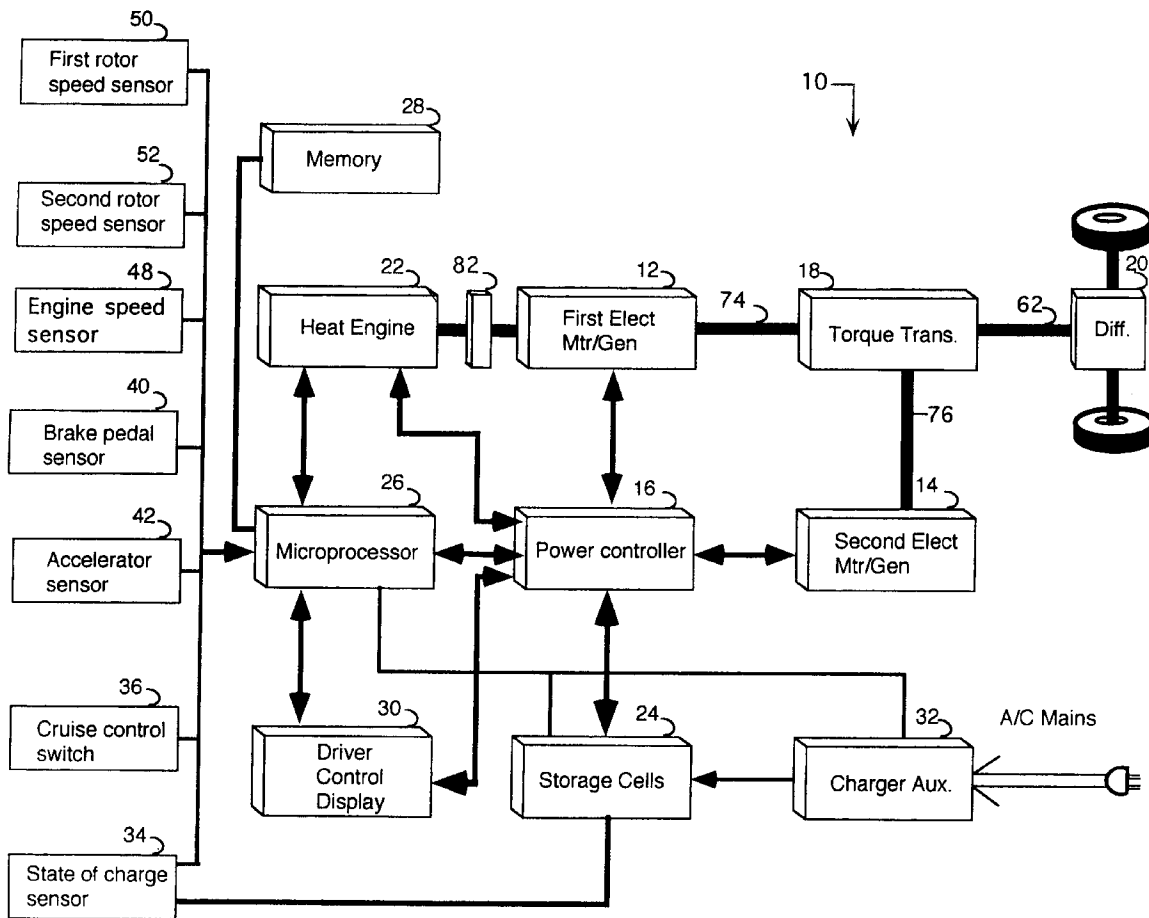 50
First rotor
speed sensor
52
Second rotor
speed sensor
48
Engine speed
sensor
40
Brake pedal
sensor
42
Accelerator
sensor
36
Cruise control
switch
34
State of charge
sensor
28
Memory
10
22
Heat Engine
82
12
First Elect
Mtr/Gen
74
18
Torque Trans.
62
20
Diff.
76
26
Microprocessor
16
Power controller
14
Second Elect
Mtr/Gen
30
Driver
Control
Display
24
Storage Cells
32
Charger Aux.
A/C Mains